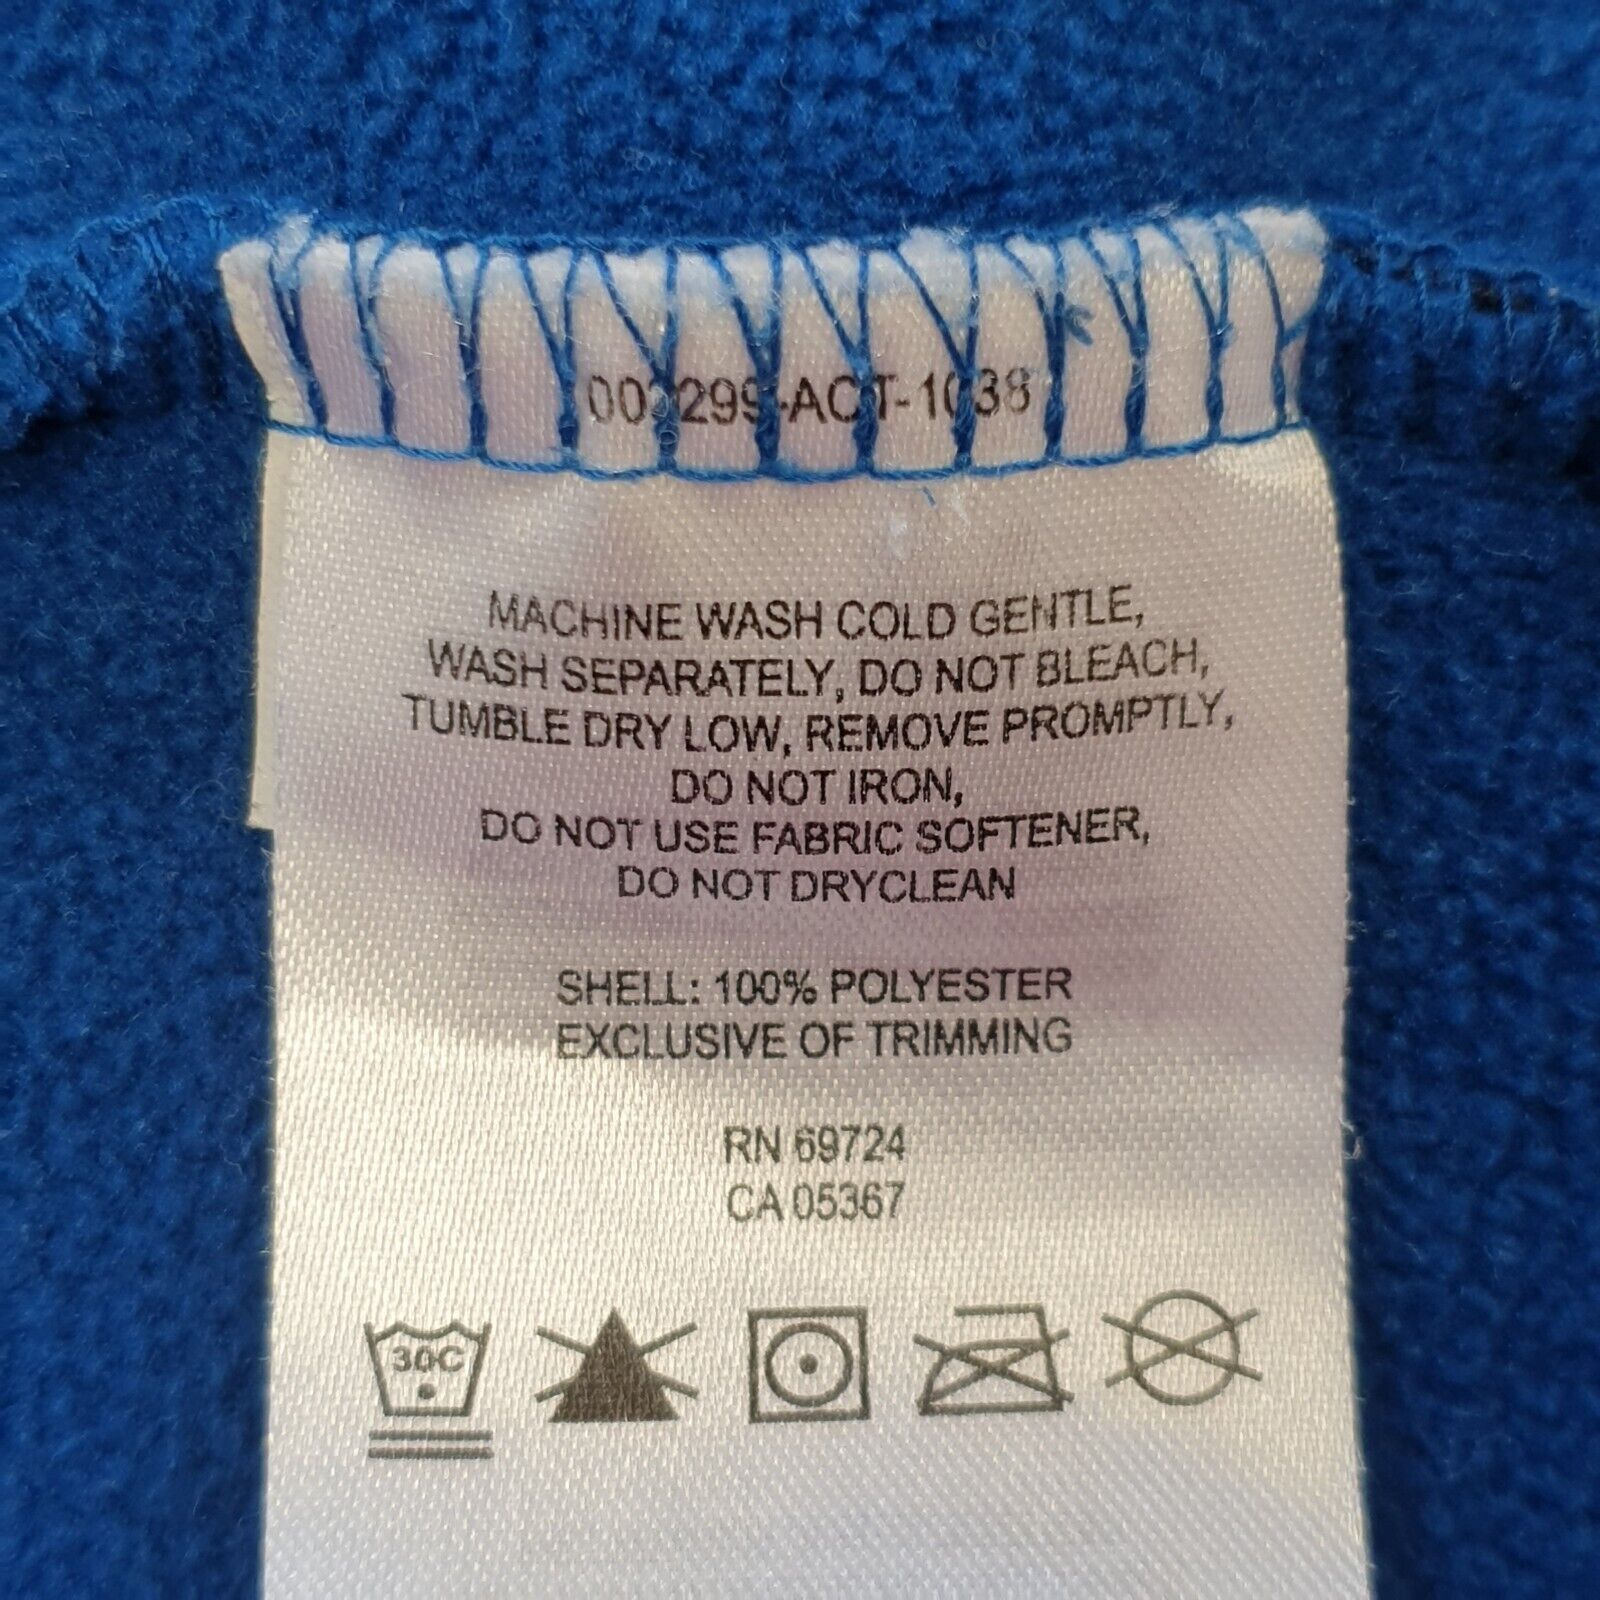 MACHINE WASH COLD GENTLE,
WASH SEPARATELY, DO NOT BLEACH,
TUMBLE DRY LOW, REMOVE PROMPTLY,
DO NOT IRON,
DO NOT USE FABRIC SOFTENER,
DO NOT DRYCLEAN
SHELL: 100% POLYESTER
EXCLUSIVE OF TRIMMING
RN 69724
CA 05367
30C